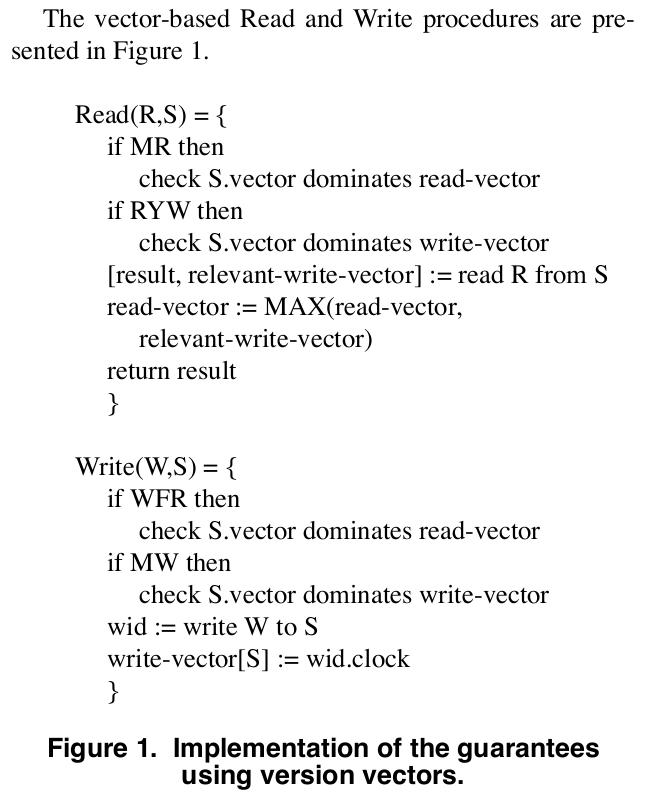 The vector-based Read and Write procedures are pre-
sented in Figure 1.
Read(R,S) = {
if MR then
check S.vector dominates read-vector
if RYW then
check S.vector dominates write-vector
[result, relevant-write-vector] := read R from S
read-vector := MAX(read-vector,
relevant-write-vector)
return result
}
Write(W,S) = {
if WFR then
check S.vector dominates read-vector
if MW then
check S.vector dominates write-vector
wid := write W to S
write-vector[S] := wid.clock
}
Figure 1. Implementation of the guarantees
using version vectors.